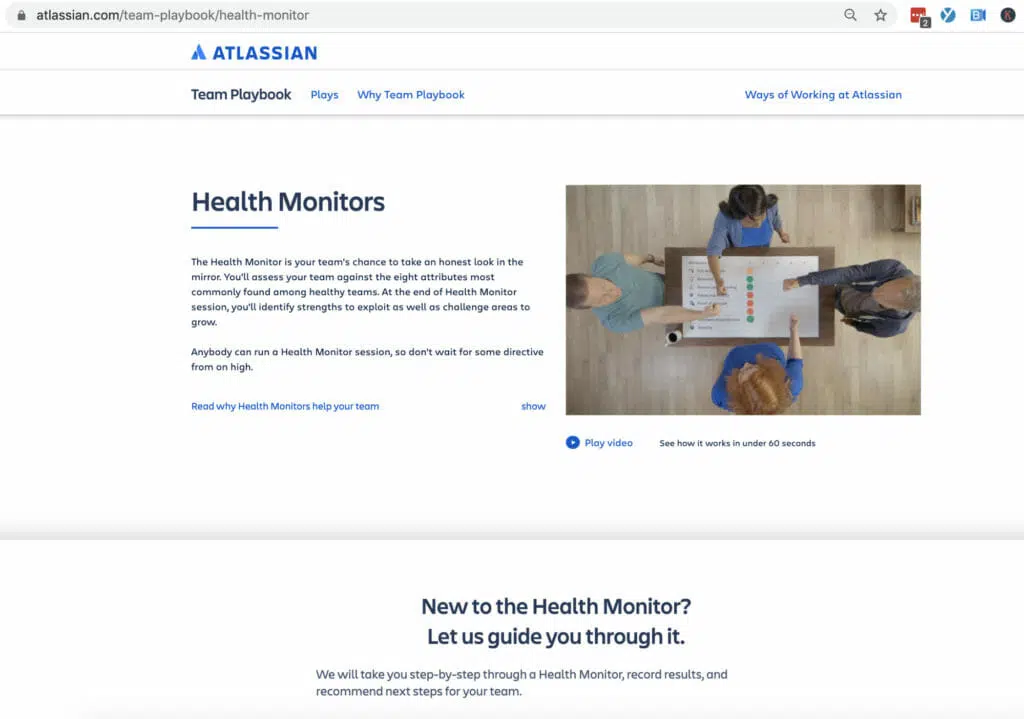 atlassian.com/team-playbook/health-monitor
2
ATLASSIAN
Team Playbook
Plays
Why Team Playbook
Ways of Working at Atlassian
Health Monitors
The Health Monitor is your team's chance to take an honest look in the
mirror. You'll assess your team against the eight attributes most
commonly found among healthy teams. At the end of Health Monitor
session, you'll identify strengths to exploit as well as challenge areas to
grow.
Anybody can run a Health Monitor session, so don't wait for some directive
from on high.
Read why Health Monitors help your team
show
Play video
See how it works in under 60 seconds
New to the Health Monitor?
Let us guide you through it.
We will take you step-by-step through a Health Monitor, record results, and
recommend next steps for your team.